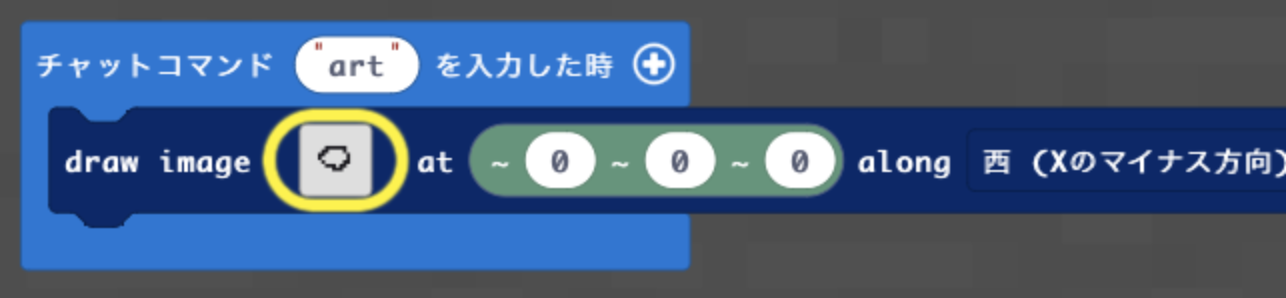 チャットコマンド "art" を入力した時
draw image at ~ 0 ~ 0 ~ 0 along 西 (Xのマイナス方向)